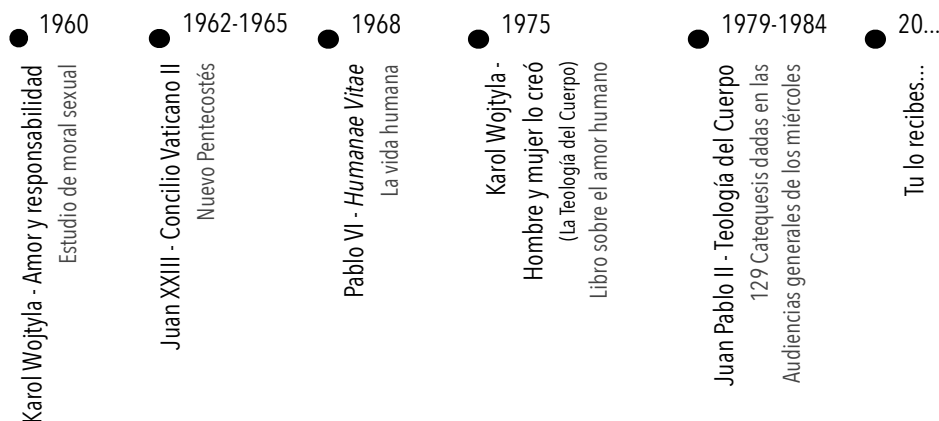 1960
Karol Wojtyla - Amor y responsabilidad
Estudio de moral sexual
1962-1965
Juan XXIII - Concilio Vaticano II
Nuevo Pentecostés
1968
Pablo VI - Humanae Vitae
La vida humana
1975
Karol Wojtyla -
Hombre y mujer lo creó
(La Teología del Cuerpo)
Libro sobre el amor humano
1979-1984
Juan Pablo II - Teología del Cuerpo
129 Catequesis dadas en las
Audiencias generales de los miércoles
20...
Tu lo recibes...